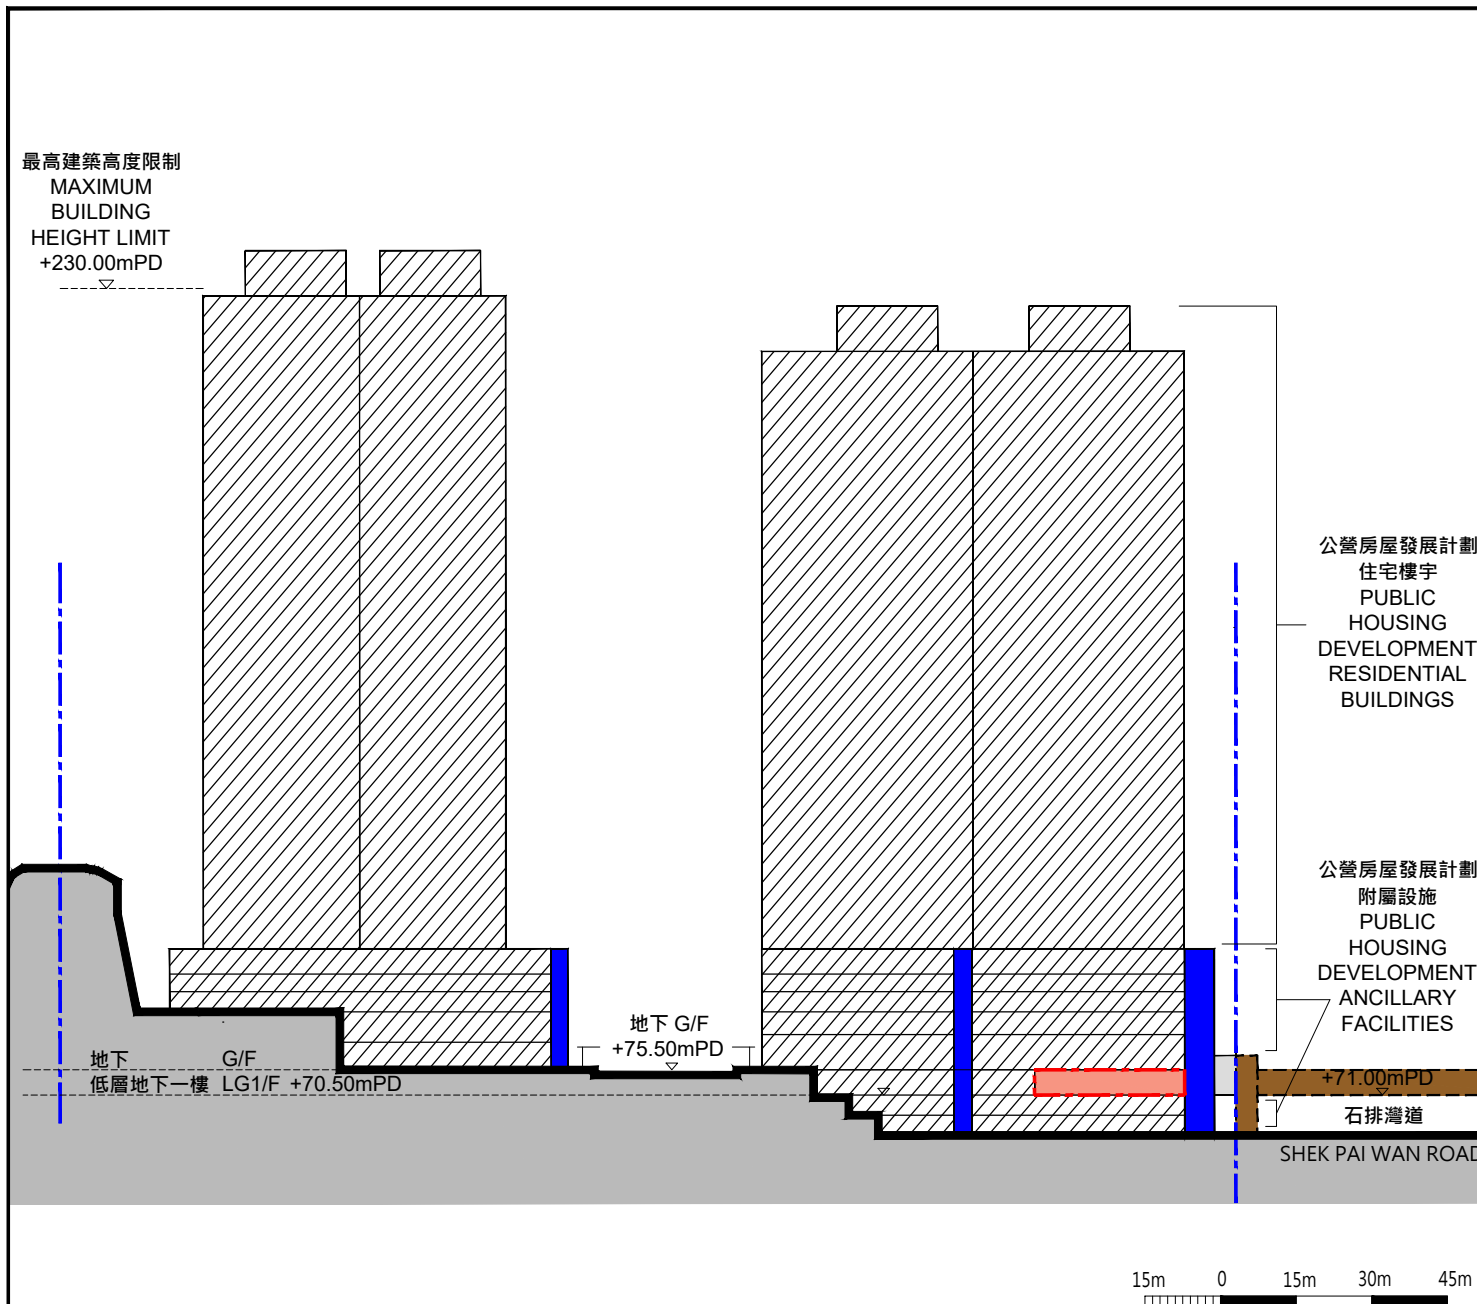 最高建築高度限制
MAXIMUM
BUILDING
HEIGHT LIMIT
+230.00mPD
公營房屋發展計劃
住宅樓宇
PUBLIC
HOUSING
DEVELOPMENT
RESIDENTIAL
BUILDINGS
公營房屋發展計劃
附屬設施
PUBLIC
HOUSING
DEVELOPMENT
ANCILLARY
FACILITIES
地下 G/F
+75.50mPD
地下 G/F
低層地下一樓 LG1/F +70.50mPD
+71.00mPD
石排灣道
SHEK PAI WAN ROAD
15m 0 15m 30m 45m